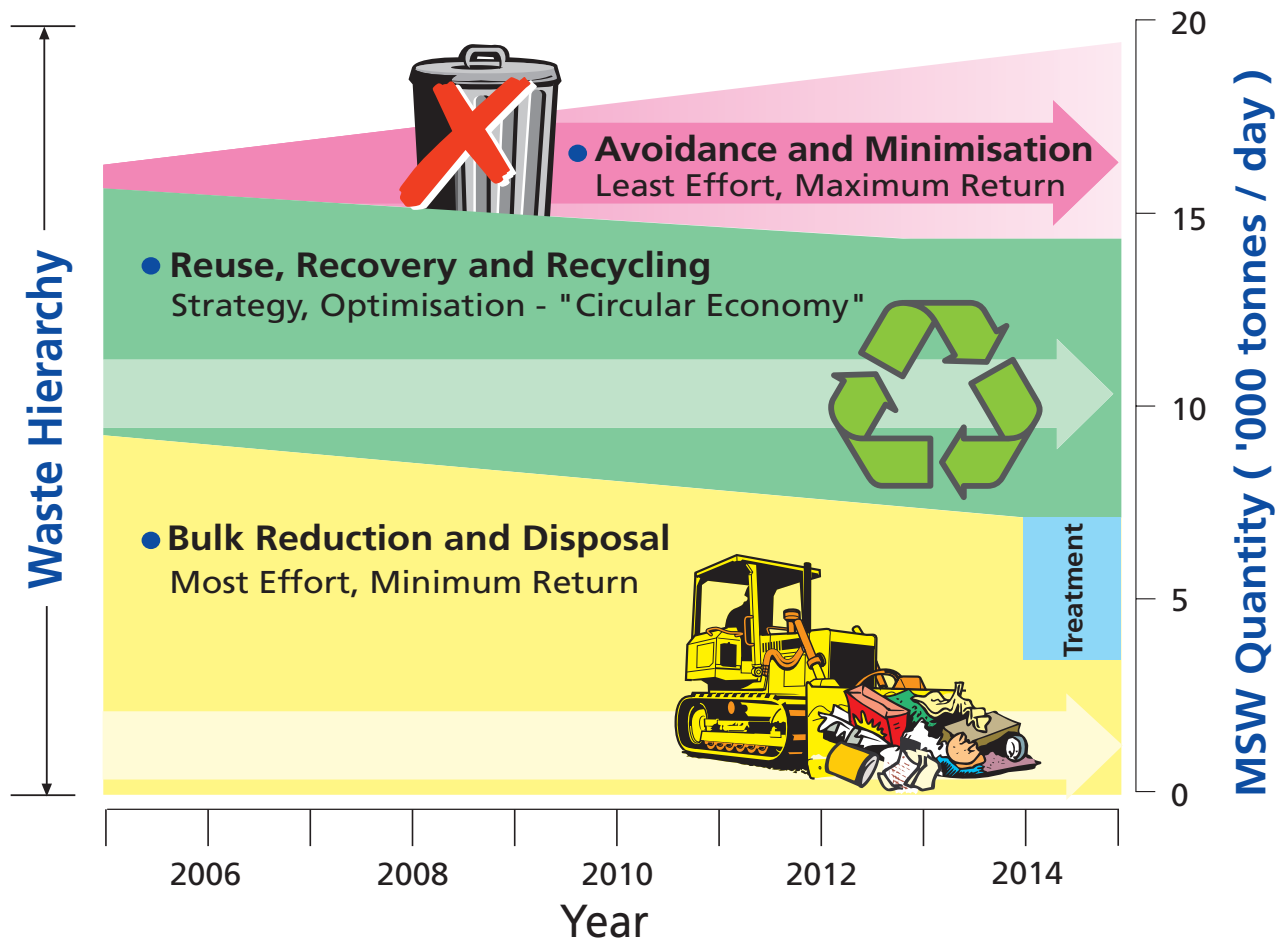 Waste Hierarchy
● Avoidance and Minimisation
Least Effort, Maximum Return
● Reuse, Recovery and Recycling
Strategy, Optimisation - "Circular Economy"
● Bulk Reduction and Disposal
Most Effort, Minimum Return
Treatment
20
15
10
5
0
MSW Quantity ( '000 tonnes / day )
2006 2008 2010 2012 2014
Year